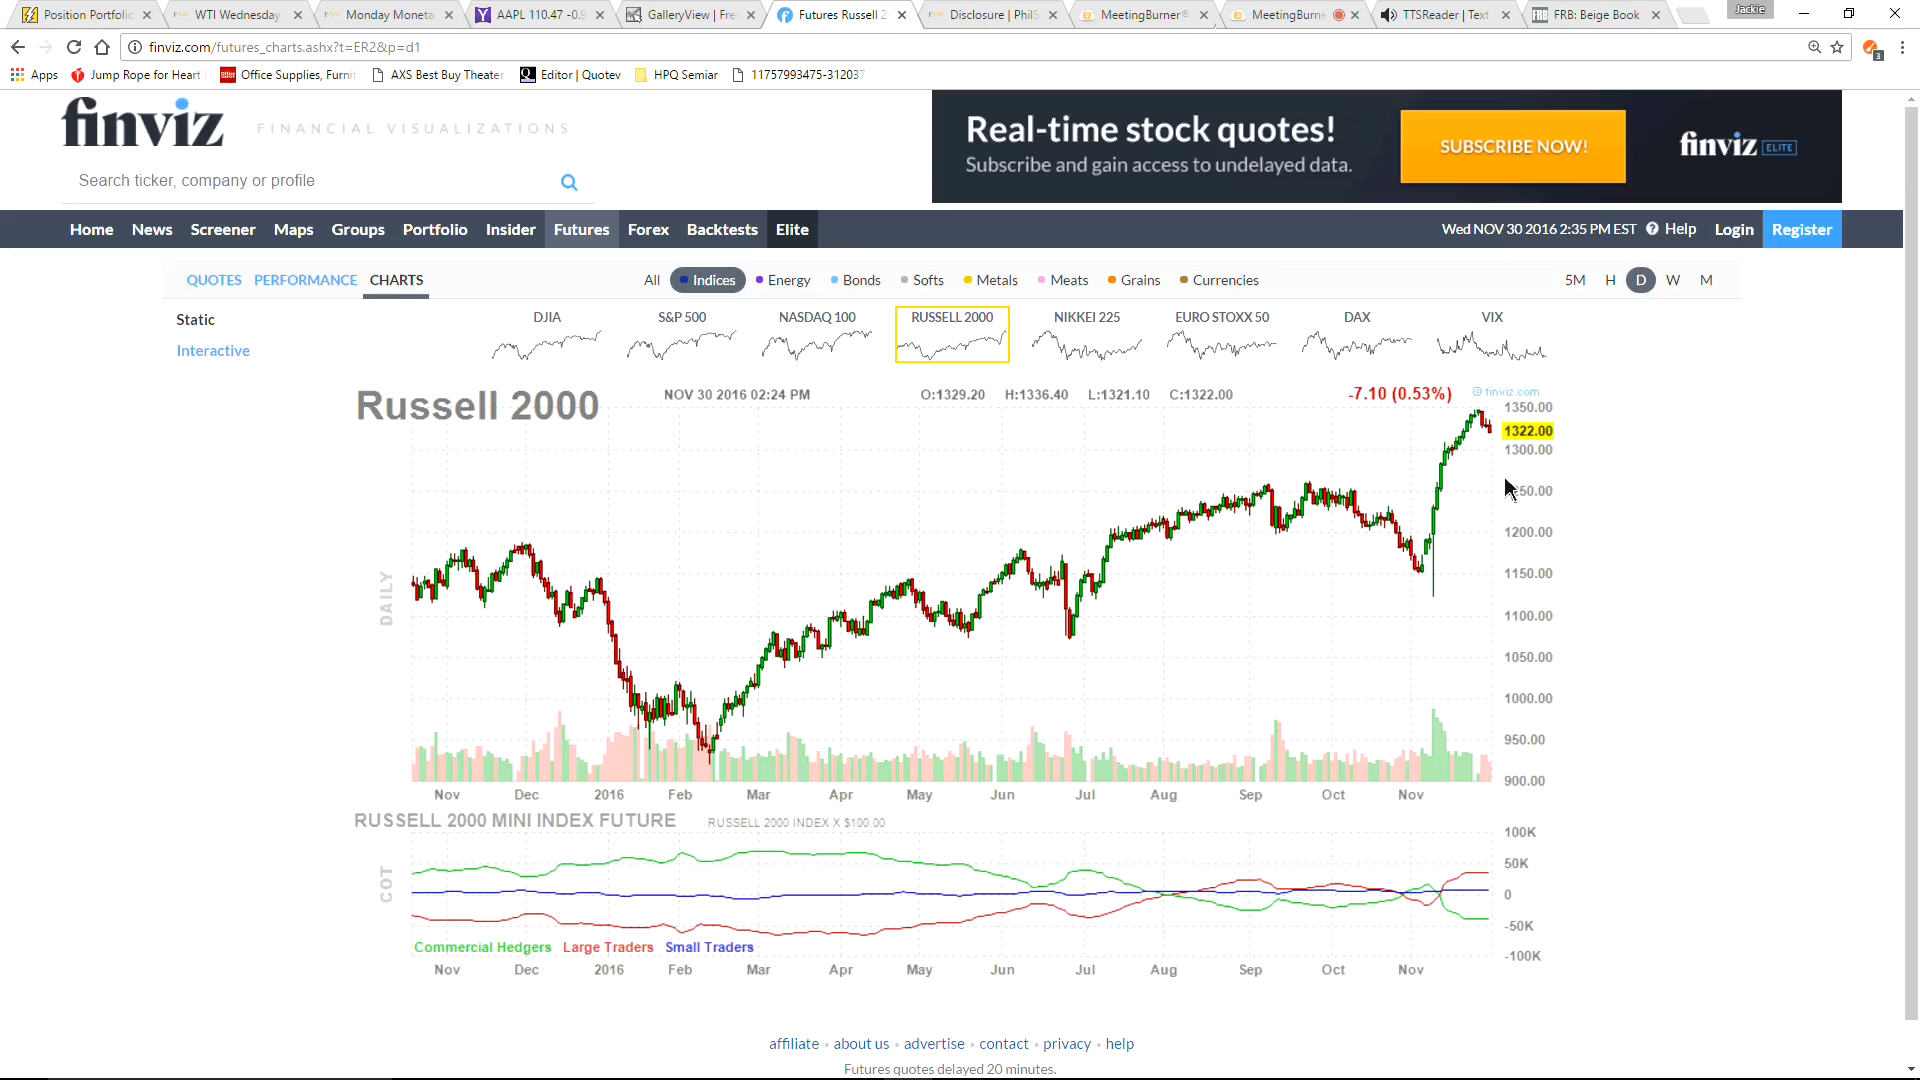 Position Portfoli
WTI Wednesday
Monday Moneta
AAPL 110.47 -0.9
GalleryView | Fre
Futures Russell 2
Disclosure | PhilS
MeetingBurner
MeetingBurne
TTSReader | Text
FRB: Beige Book
Jackie
finviz.com/futures_charts.ashx?t=ER2&p=d1
3
Apps
Jump Rope for Heart
Office Supplies, Furni
AXS Best Buy Theater
Editor | Quotev
HPQ Semiar
11757993475-312037
finviz FINANCIAL VISUALIZATIONS
Search ticker, company or profile
Real-time stock quotes!
Subscribe and gain access to undelayed data.
SUBSCRIBE NOW!
finviz ELITE
Home News Screener Maps Groups Portfolio Insider Futures Forex Backtests Elite
Wed NOV 30 2016 2:35 PM EST Help Login Register
QUOTES PERFORMANCE CHARTS
All Indices Energy Bonds Softs Metals Meats Grains Currencies
5M H D W M
Static
Interactive
DJIA S&P 500 NASDAQ 100 RUSSELL 2000 NIKKEI 225 EURO STOXX 50 DAX VIX
Russell 2000
NOV 30 2016 02:24 PM O:1329.20 H:1336.40 L:1321.10 C:1322.00 -7.10 (0.53%)
© finviz.com
1350.00
1322.00
1300.00
50.00
1200.00
1150.00
1100.00
1050.00
1000.00
950.00
900.00
DAILY
Nov Dec 2016 Feb Mar Apr May Jun Jul Aug Sep Oct Nov
RUSSELL 2000 MINI INDEX FUTURE RUSSELL 2000 INDEX X $100.00
100K
50K
0
-50K
-100K
COT
Commercial Hedgers Large Traders Small Traders
Nov Dec 2016 Feb Mar Apr May Jun Jul Aug Sep Oct Nov
affiliate • about us • advertise • contact • privacy • help
Futures quotes delayed 20 minutes.